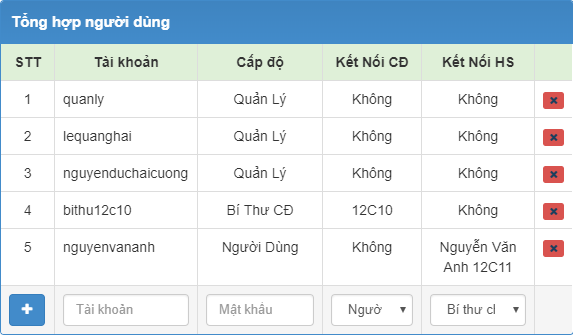 Tổng hợp người dùng
STT Tài khoản Cấp độ Kết Nối CĐ Kết Nối HS
1 quanly Quản Lý Không Không
2 lequanghai Quản Lý Không Không
3 nguyenduchaicuong Quản Lý Không Không
4 bithu12c10 Bí Thư CĐ 12C10 Không
5 nguyenvananh Người Dùng Không Nguyễn Văn
Anh 12C11
Tài khoản Mật khẩu Ngườ Bí thư cl